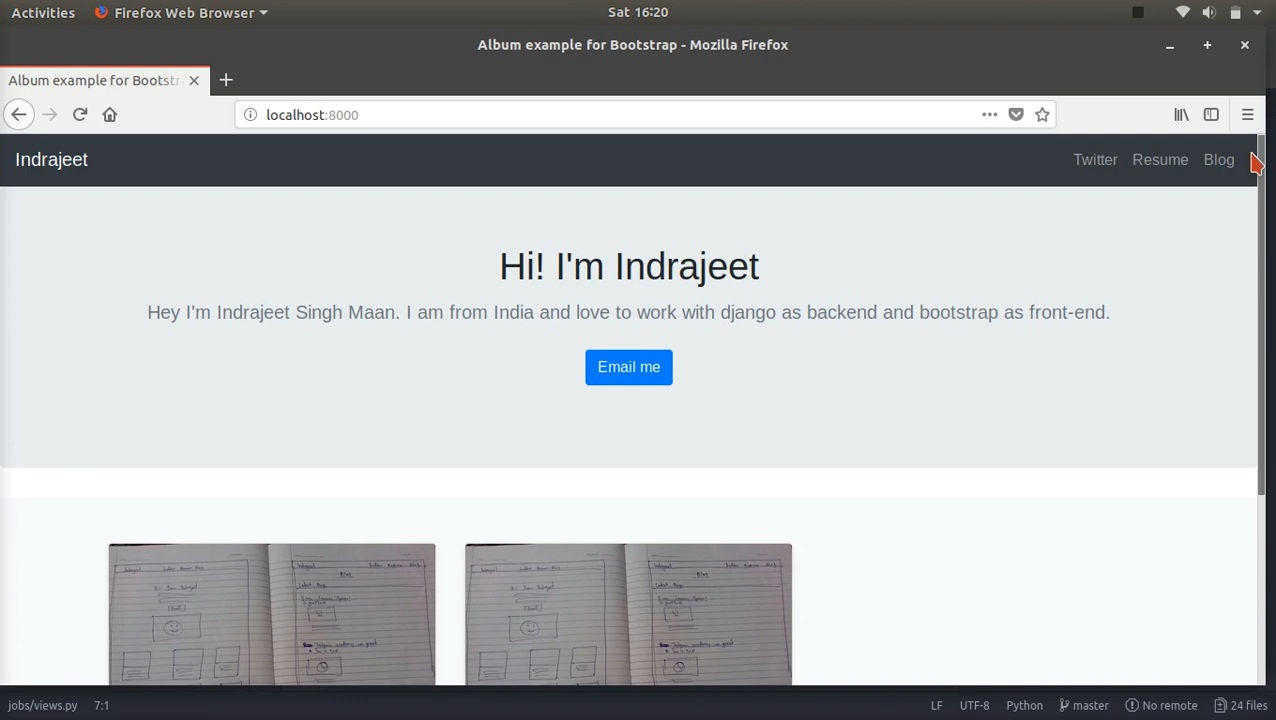 Activities Firefox Web Browser Sat 16:20
Album example for Bootstrap - Mozilla Firefox
Album example for Bootstr
localhost:8000
Indrajeet Twitter Resume Blog
Hi! I'm Indrajeet
Hey I'm Indrajeet Singh Maan. I am from India and love to work with django as backend and bootstrap as front-end.
Email me
jobs/views.py 7:1 LF UTF-8 Python master No remote 24 files